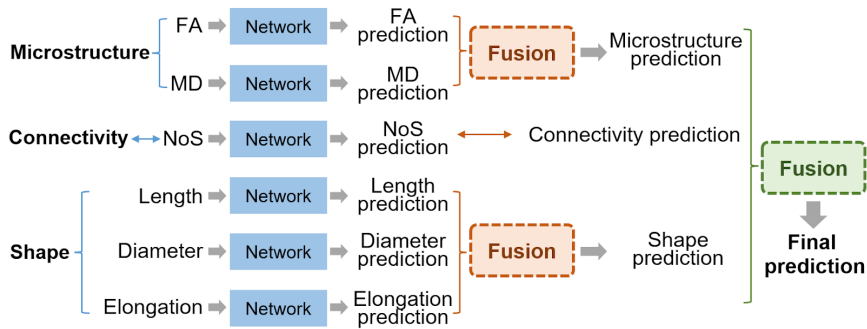 Microstructure
FA
Network
FA
prediction
MD
Network
MD
prediction
Fusion
Microstructure
prediction
Connectivity
NoS
Network
NoS
prediction
Connectivity prediction
Shape
Length
Network
Length
prediction
Diameter
Network
Diameter
prediction
Elongation
Network
Elongation
prediction
Fusion
Shape
prediction
Fusion
Final
prediction